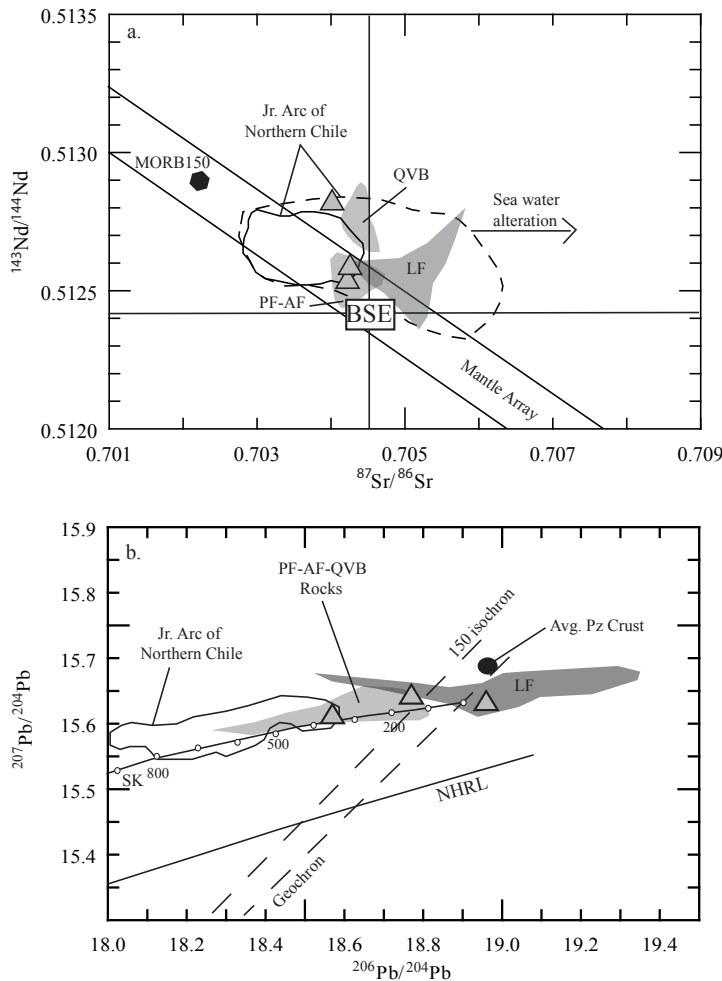 0.5135
a.
Jr. Arc of
Northern Chile
0.5130
MORB150
QVB
Sea water
alteration
¹⁴³Nd/¹⁴⁴Nd
LF
0.5125
PF-AF
BSE
Mantle Array
0.5120
0.701
0.703
0.705
0.707
0.709
⁸⁷Sr/⁸⁶Sr
15.9
b.
PF-AF-QVB
Rocks
15.8
150 isochron
Avg. Pz Crust
Jr. Arc of
Northern Chile
15.7
LF
²⁰⁷Pb/²⁰⁴Pb
15.6
200
500
800
SK
15.5
NHRL
15.4
Geochron
18.0
18.2
18.4
18.6
18.8
19.0
19.2
19.4
²⁰⁶Pb/²⁰⁴Pb